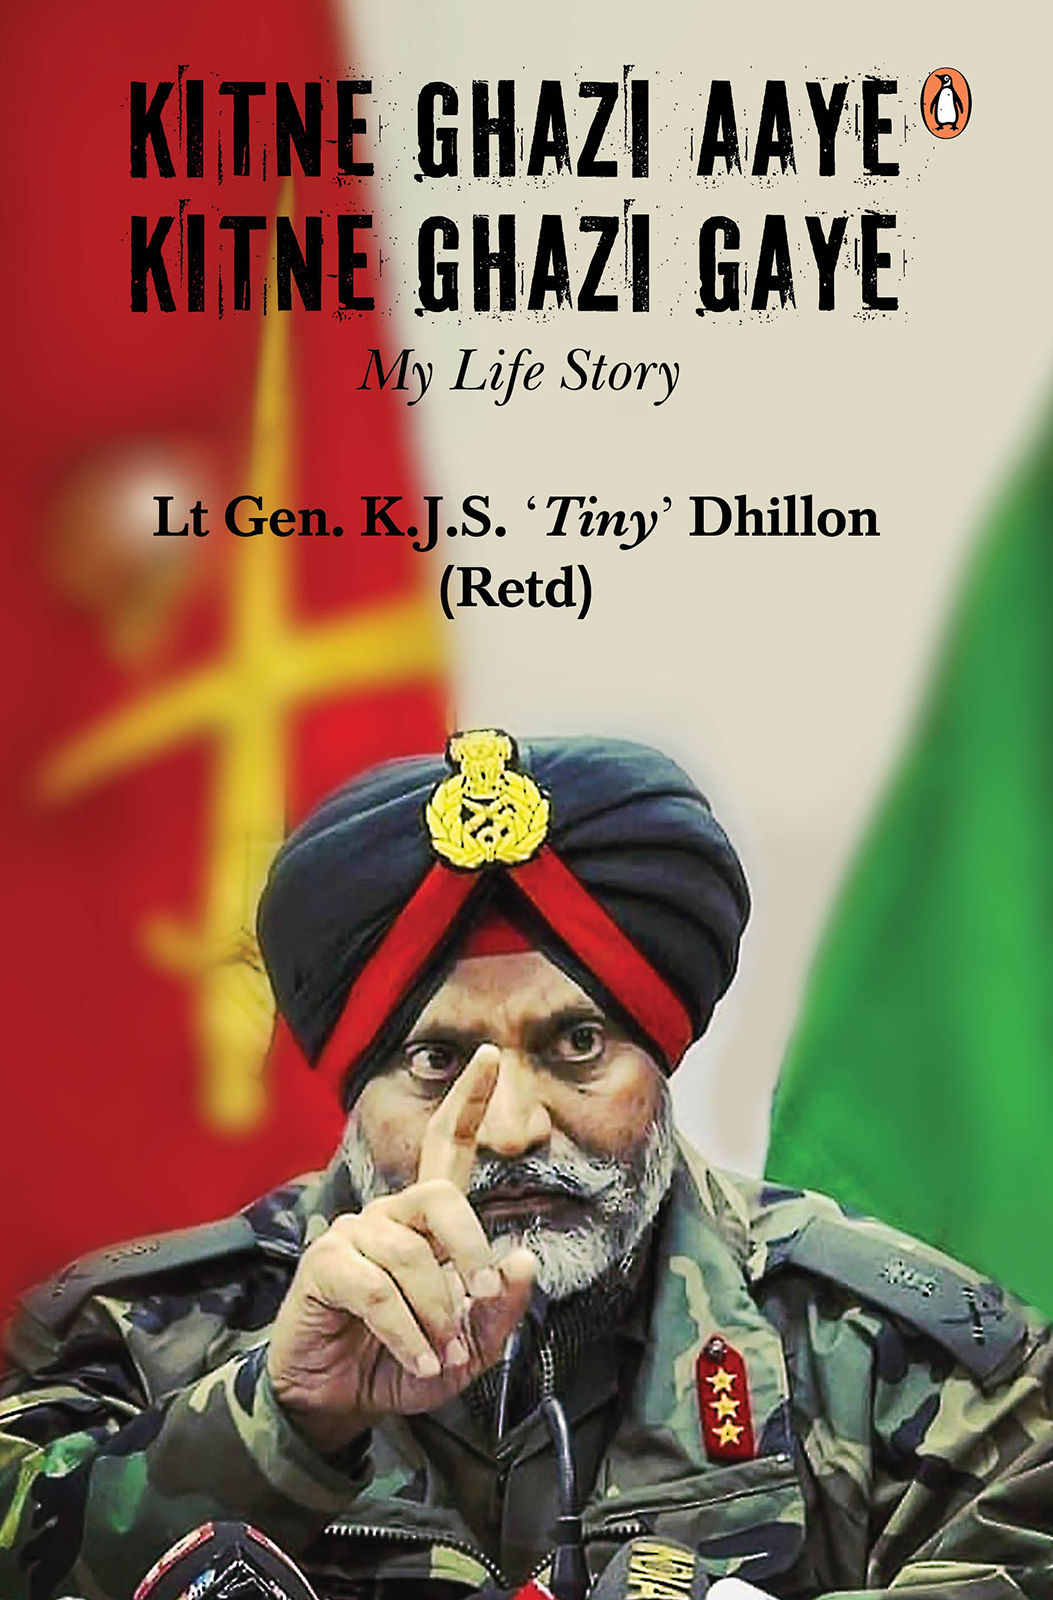 KITNE GHAZI AAYE
KITNE GHAZI GAYE
My Life Story
Lt Gen. K.J.S. ‘Tiny’ Dhillon
(Retd)